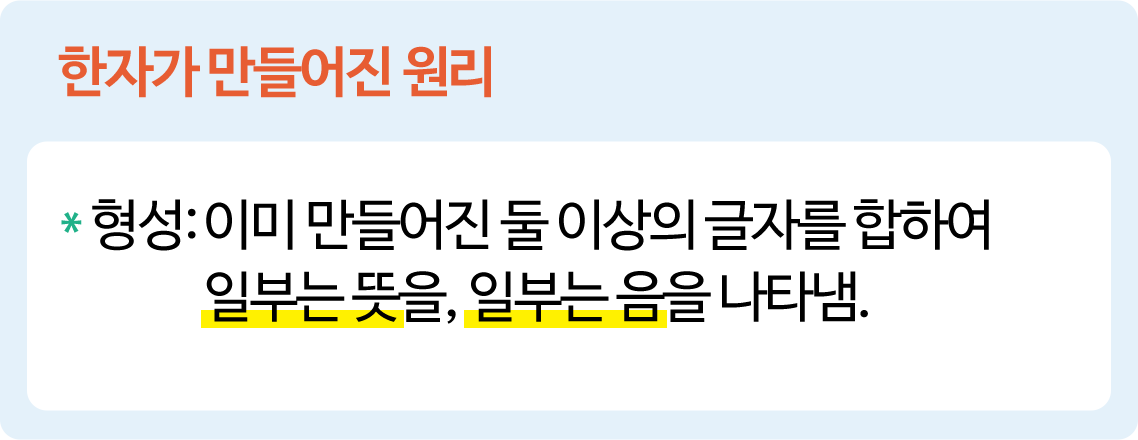 한자가 만들어진 원리
* 형성: 이미 만들어진 둘 이상의 글자를 합하여
일부는 뜻을, 일부는 음을 나타냄.